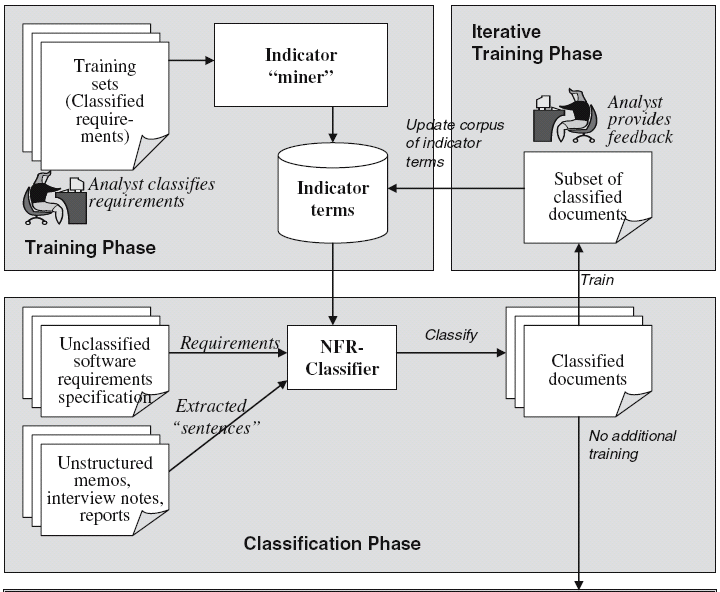 Training
sets
(Classified
require-
ments)
Indicator
“miner”
Analyst classifies
requirements
Indicator
terms
Training Phase
Iterative
Training Phase
Analyst
provides
feedback
Update corpus
of indicator
terms
Subset of
classified
documents
Train
Unclassified
software
requirements
specification
Requirements
NFR-
Classifier
Classify
Classified
documents
Extracted
“sentences”
Unstructured
memos,
interview notes,
reports
No additional
training
Classification Phase